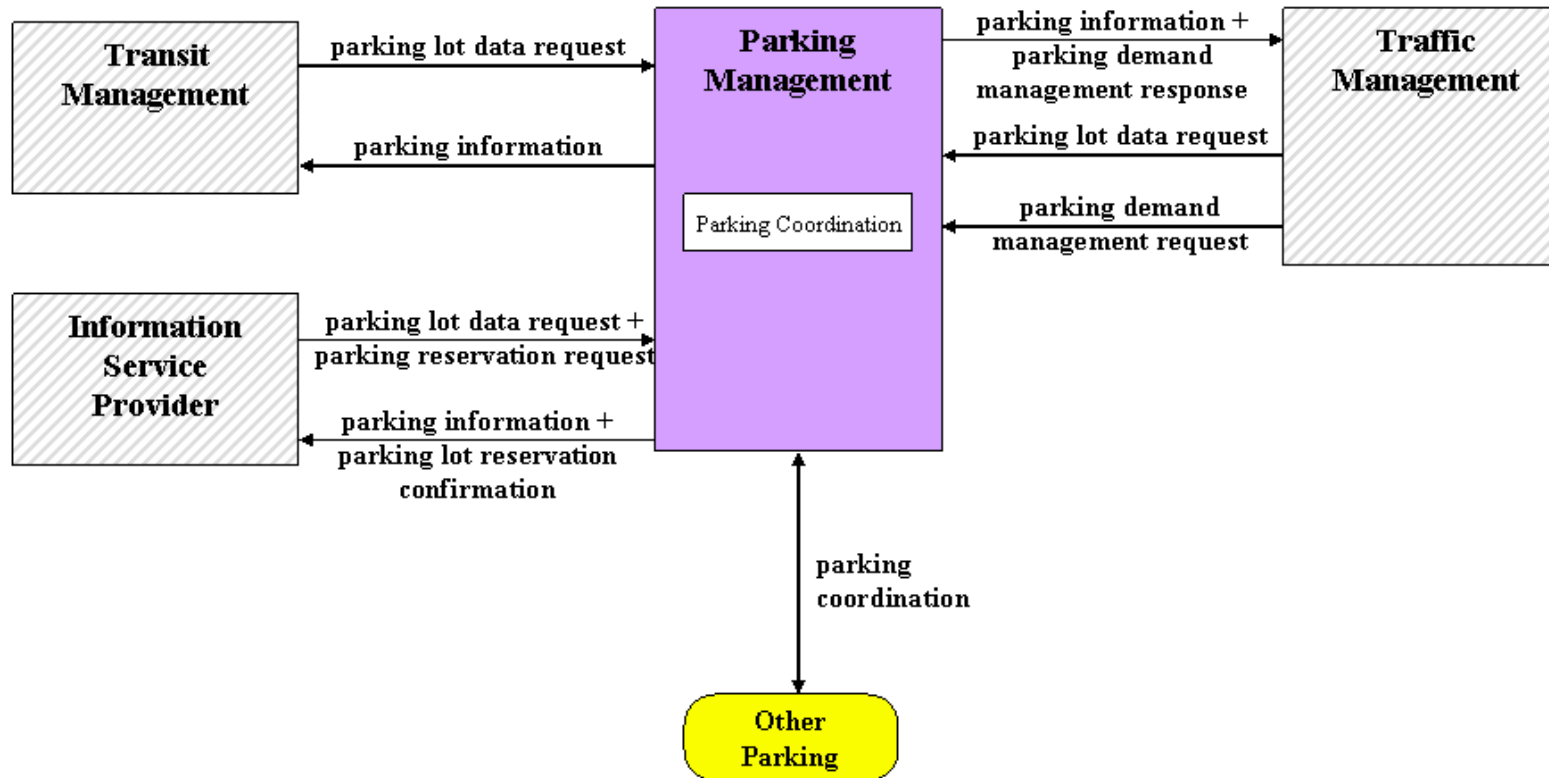 Transit
Management
parking lot data request
parking information
Parking
Management
Parking Coordination
parking information +
parking demand
management response
parking lot data request
parking demand
management request
Traffic
Management
Information
Service
Provider
parking lot data request +
parking reservation request
parking information +
parking lot reservation
confirmation
parking
coordination
Other
Parking